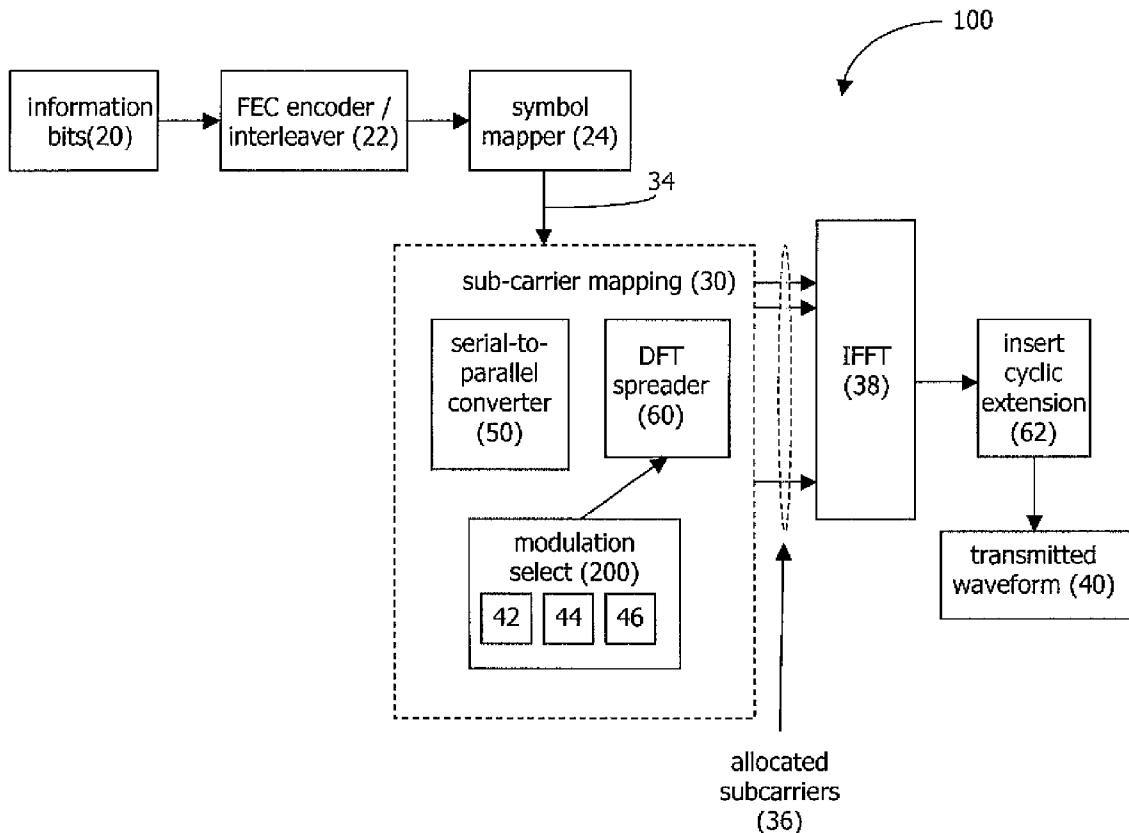 100
information
bits(20)
FEC encoder /
interleaver (22)
symbol
mapper (24)
34
sub-carrier mapping (30)
serial-to-
parallel
converter
(50)
DFT
spreader
(60)
modulation
select (200)
42 44 46
IFFT
(38)
insert
cyclic
extension
(62)
transmitted
waveform (40)
allocated
subcarriers
(36)